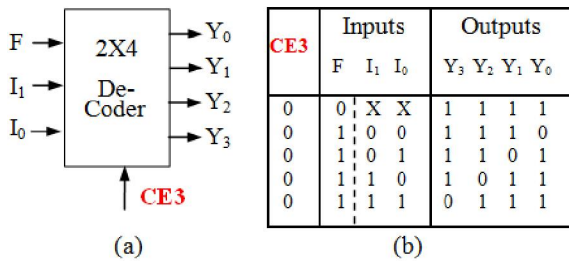 F
I1
I0
2X4
De-
Coder
Y0
Y1
Y2
Y3
CE3
(a)
CE3 Inputs Outputs
F I1 I0 Y3 Y2 Y1 Y0
0 0 X X 1 1 1 1
0 1 0 0 1 1 1 0
0 1 0 1 1 1 0 1
0 1 1 0 1 0 1 1
0 1 1 1 0 1 1 1
(b)